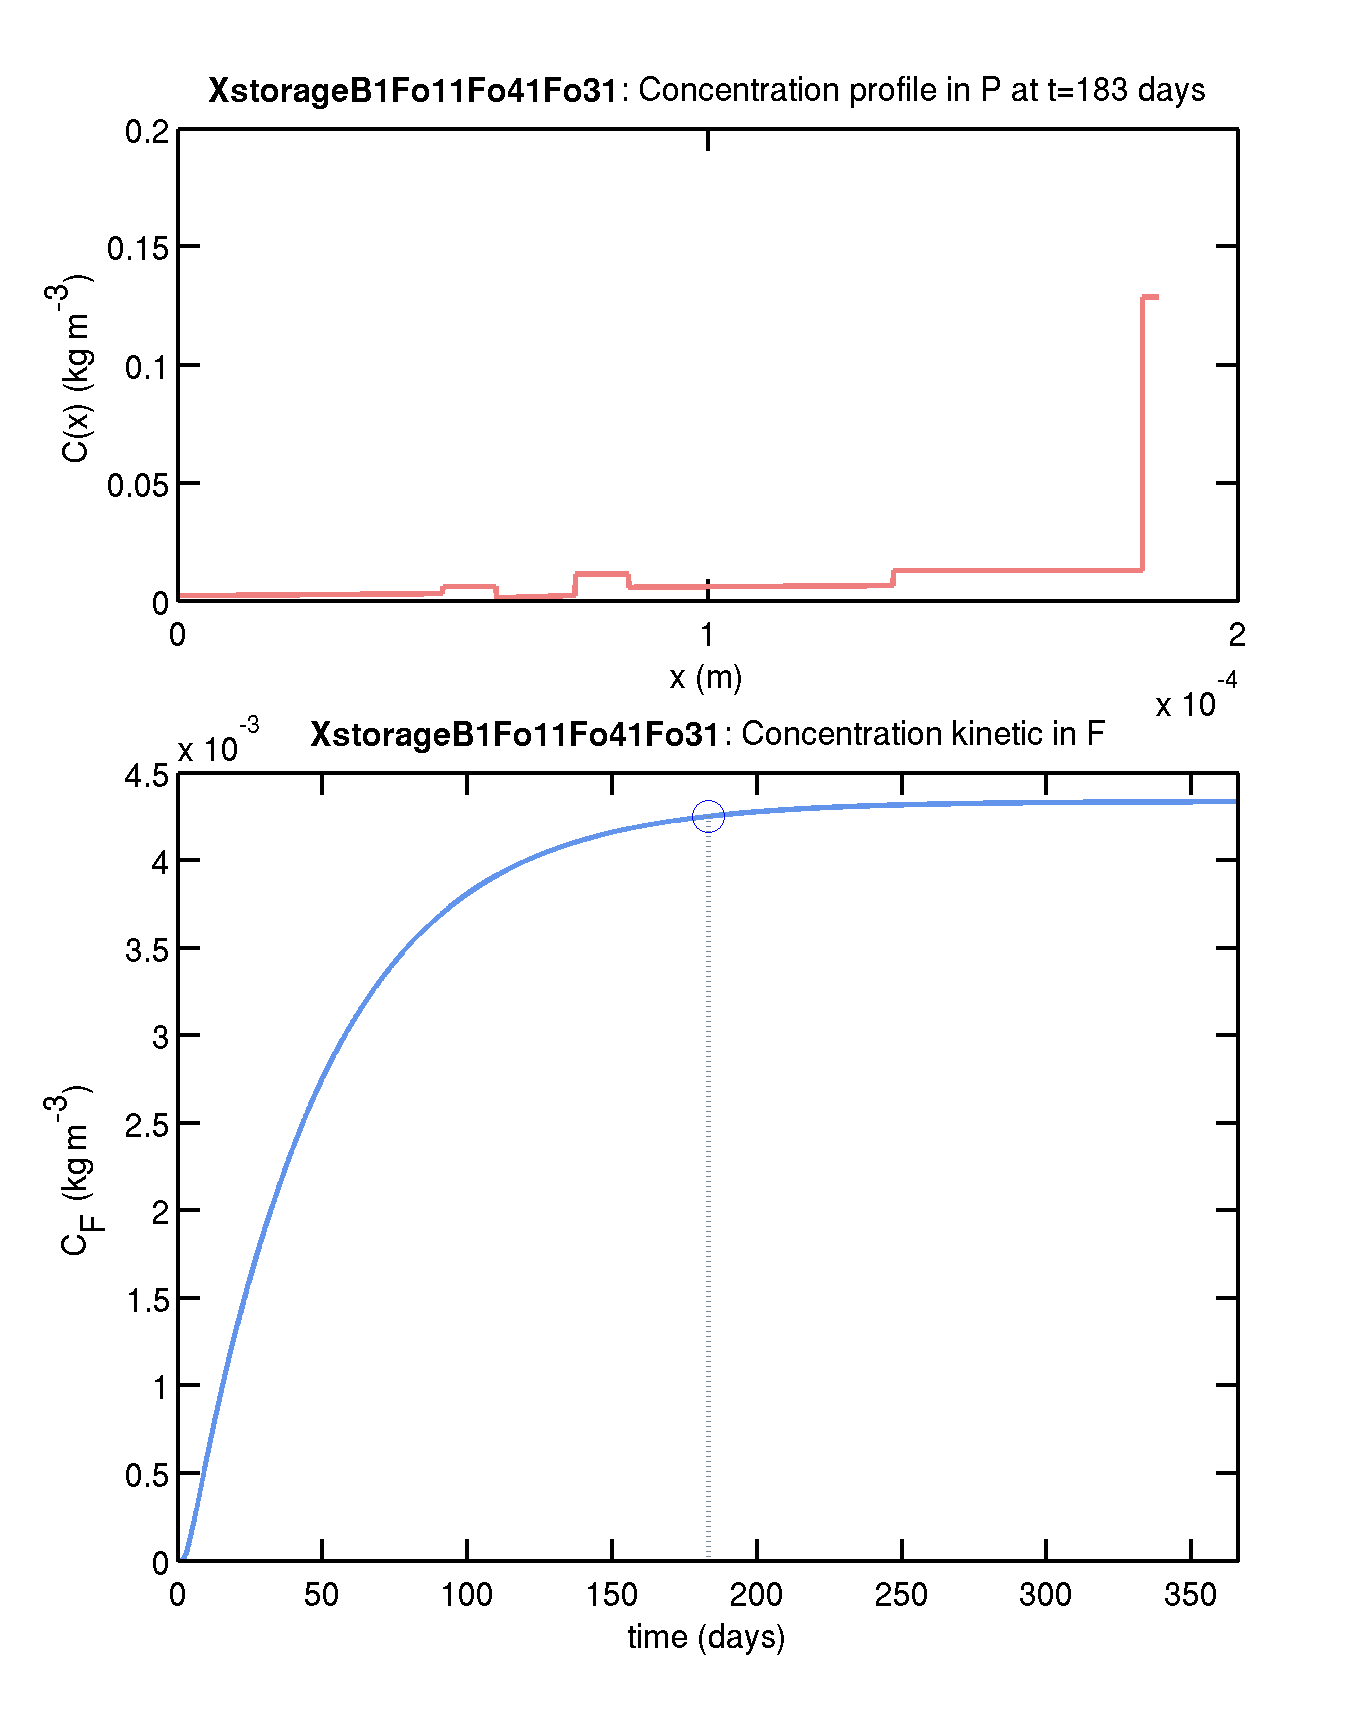 XstorageB1Fo11Fo41Fo31: Concentration profile in P at t=183 days
0.2
0.15
0.1
0.05
0
C(x) (kg m-3)
0 1 2
x (m)
x 10-4
x 10-3
XstorageB1Fo11Fo41Fo31: Concentration kinetic in F
4.5
4
3.5
3
2.5
2
1.5
1
0.5
0
CF (kg m-3)
0 50 100 150 200 250 300 350
time (days)